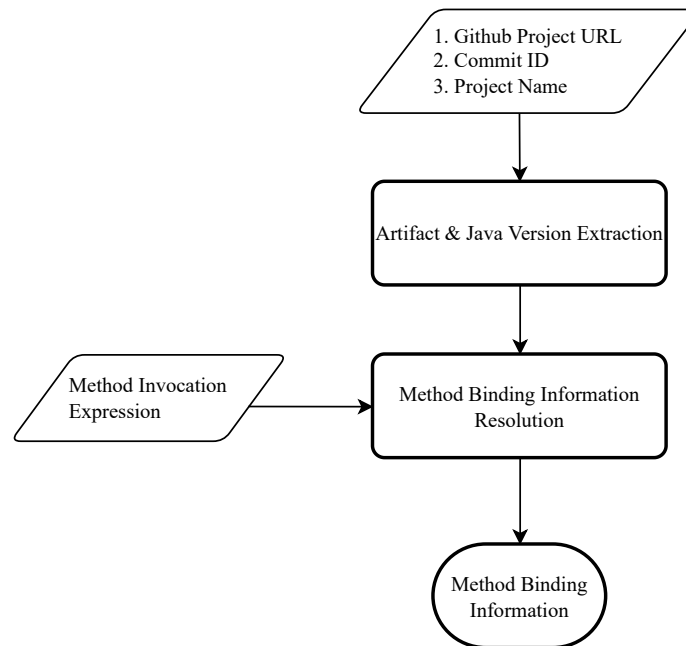 1. Github Project URL
2. Commit ID
3. Project Name
Artifact & Java Version Extraction
Method Invocation
Expression
Method Binding Information
Resolution
Method Binding
Information